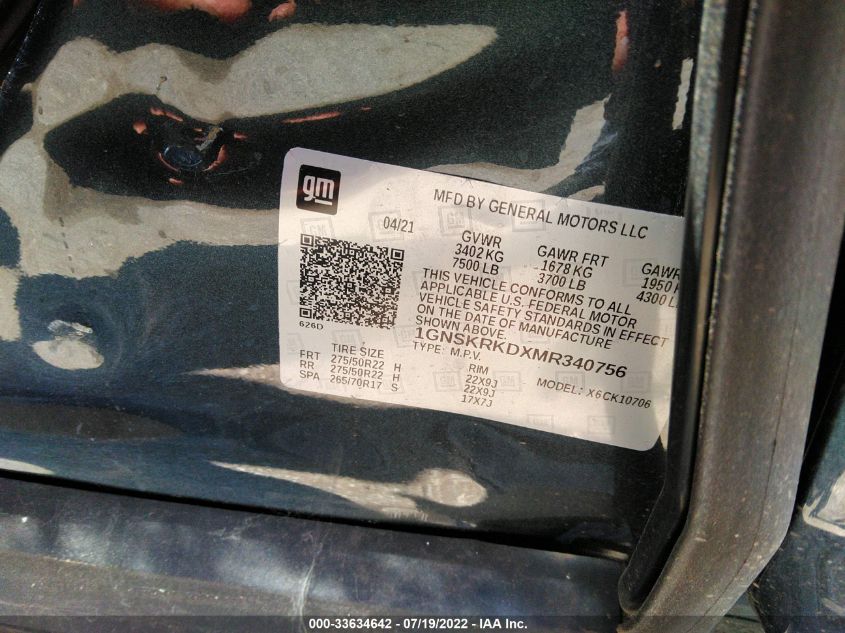 gm
MFD BY GENERAL MOTORS LLC
04/21
GVWR GAWR FRT GAWR
3402 KG 1678 KG 1950 K
7500 LB 3700 LB 4300 L
THIS VEHICLE CONFORMS TO ALL
APPLICABLE U.S. FEDERAL MOTOR
VEHICLE SAFETY STANDARDS IN EFFECT
ON THE DATE OF MANUFACTURE
SHOWN ABOVE.
626D
1GNSKRKDXMR340756
TYPE: M.P.V. MODEL: X6CK10706
TIRE SIZE RIM
FRT 275/50R22 H 22X9J
RR 275/50R22 H 22X9J
SPA 265/70R17 S 17X7J
000-33634642 - 07/19/2022 - IAA Inc.